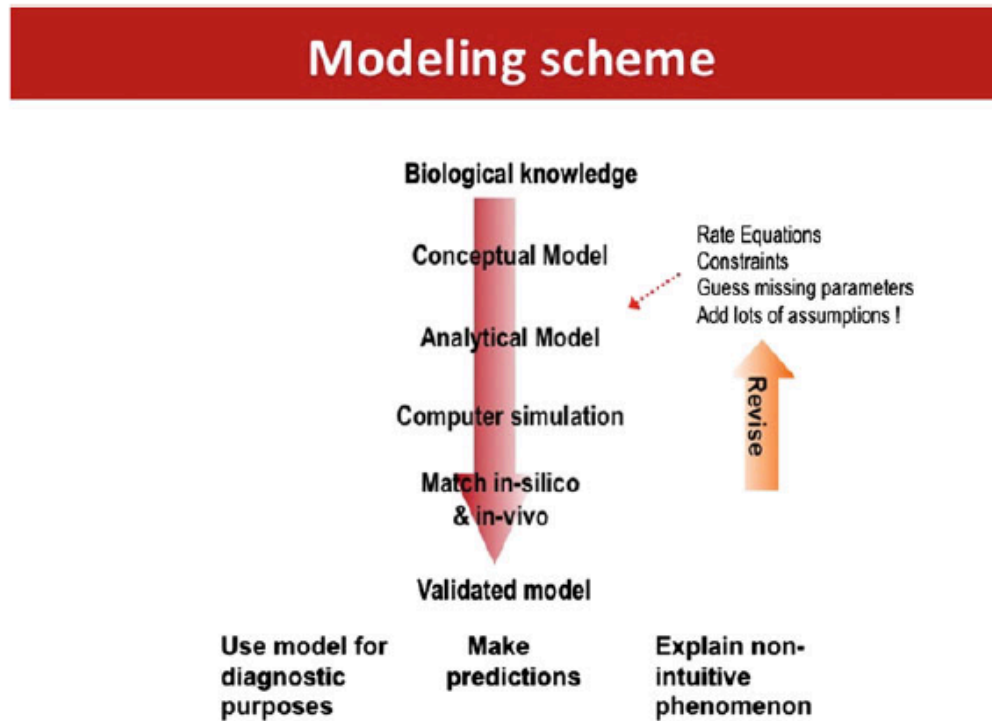 Modeling scheme
Biological knowledge
Conceptual Model
Rate Equations
Constraints
Guess missing parameters
Add lots of assumptions !
Analytical Model
Revise
Computer simulation
Match in-silico
& in-vivo
Validated model
Use model for
diagnostic
purposes
Make
predictions
Explain non-
intuitive
phenomenon